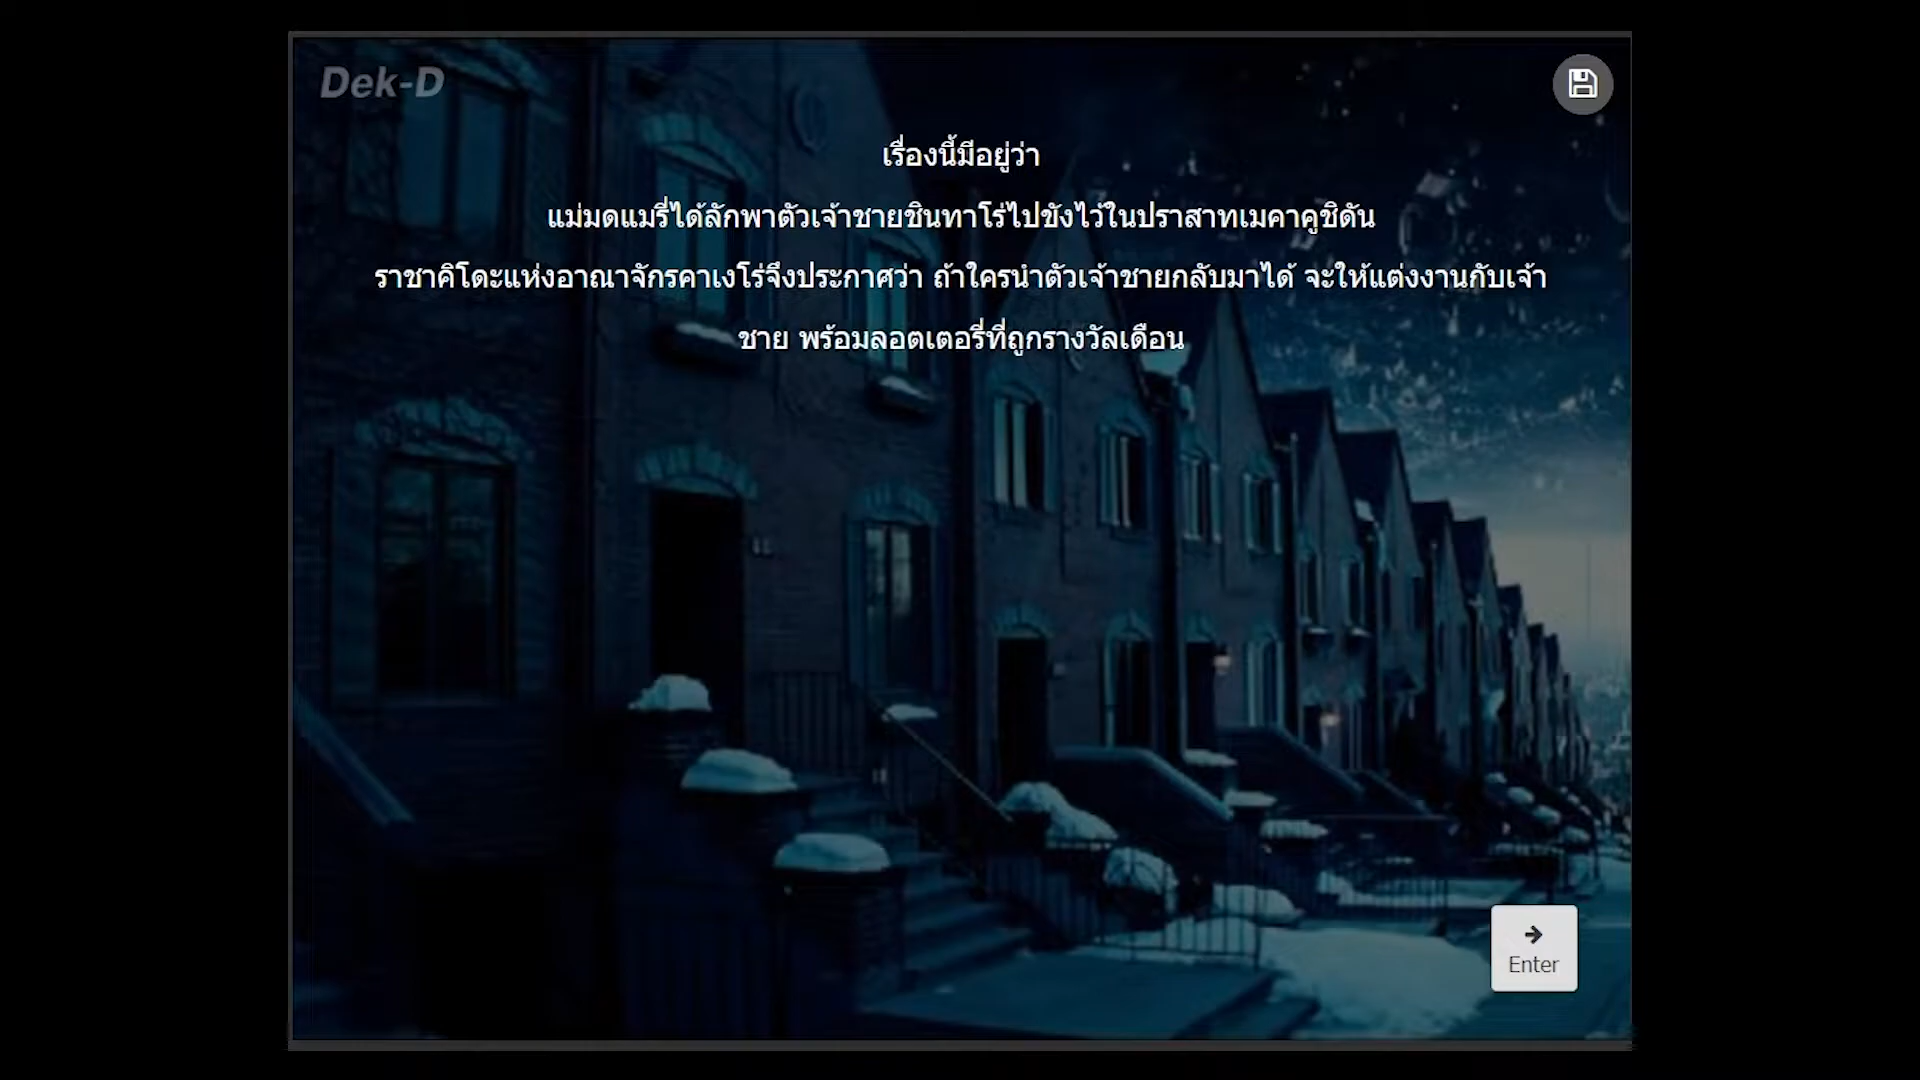 Dek-D
เรื่องนี้มีอยู่ว่า
แม่มดแมรี่ได้ลักพาตัวเจ้าชายชินทาโร่ไปขังไว้ในปราสาทเมคาคูชิดัน
ราชาคิโดะแห่งอาณาจักรคาเงโร่จึงประกาศว่า ถ้าใครนำตัวเจ้าชายกลับมาได้ จะให้แต่งงานกับเจ้า
ชาย พร้อมลอตเตอรี่ที่ถูกรางวัลเดือน
Enter